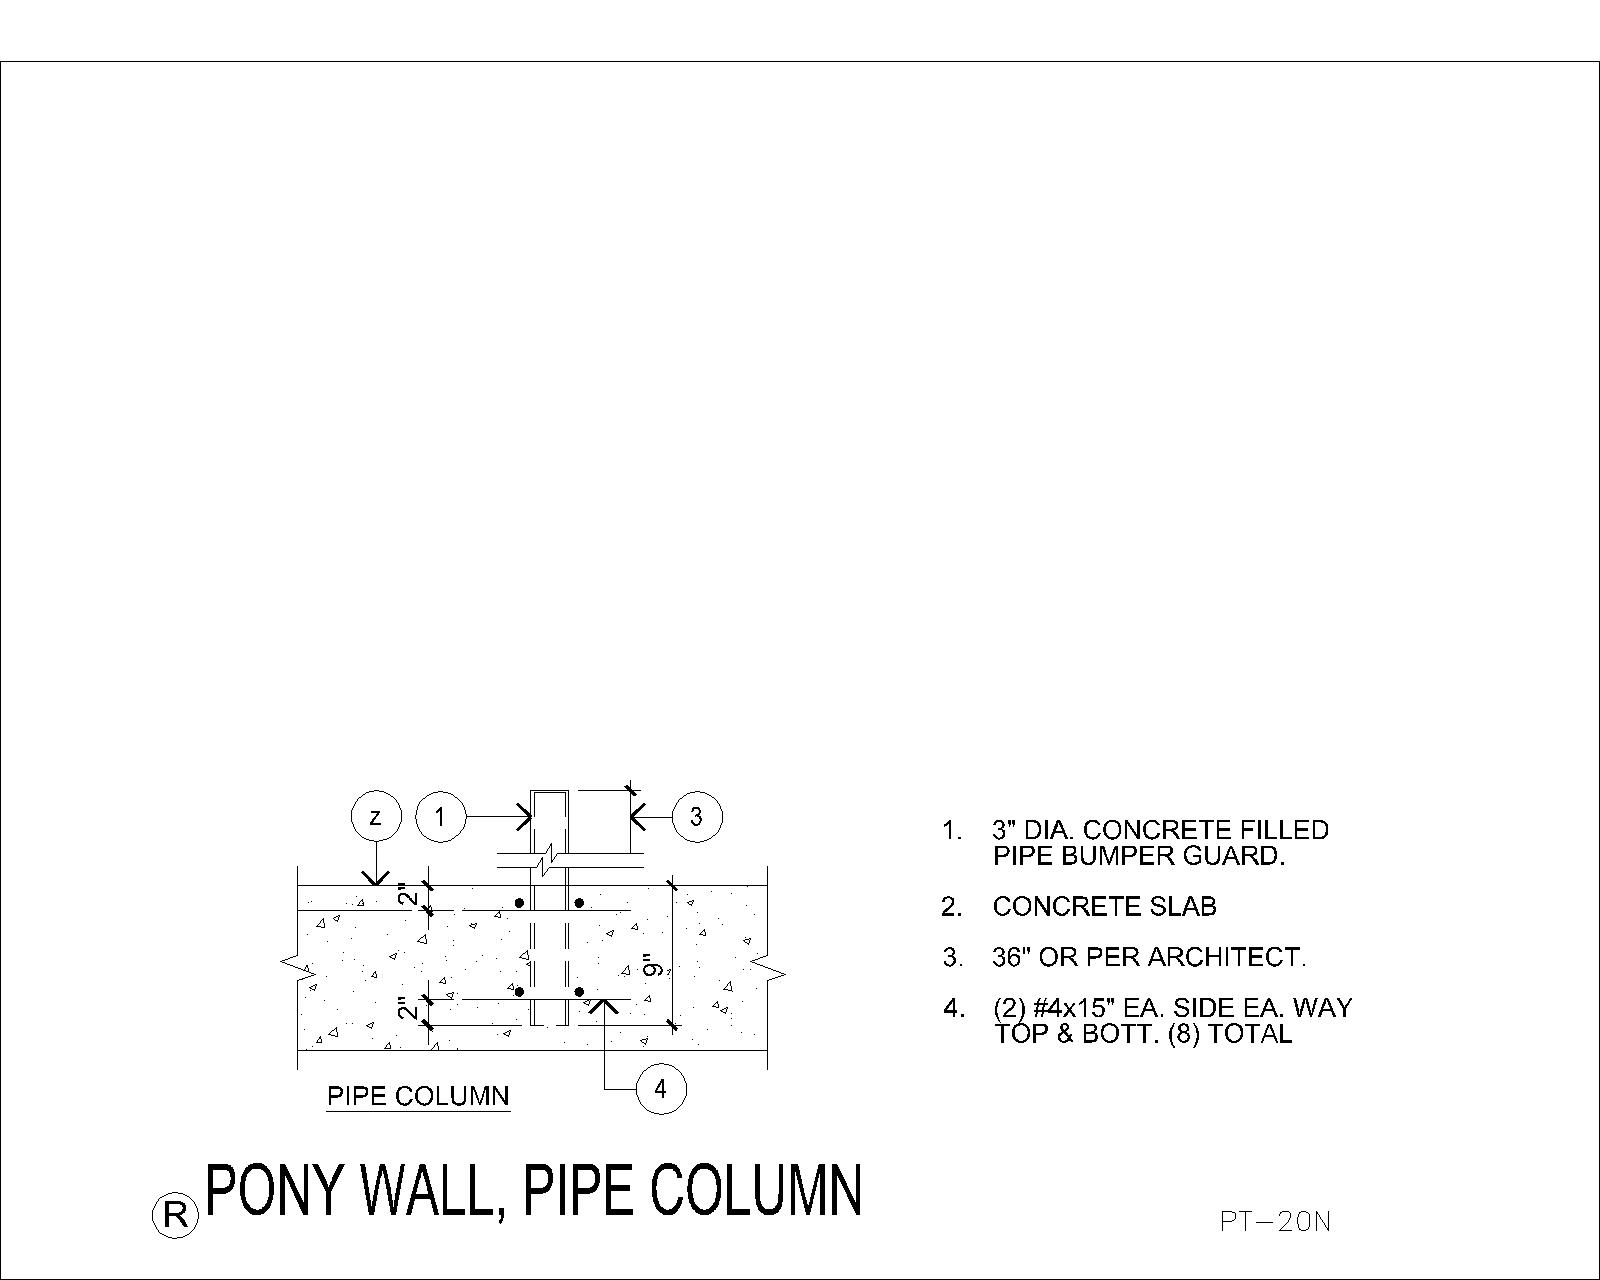 z
1
3
2"
9"
2"
4
PIPE COLUMN
1. 3" DIA. CONCRETE FILLED
PIPE BUMPER GUARD.
2. CONCRETE SLAB
3. 36" OR PER ARCHITECT.
4. (2) #4x15" EA. SIDE EA. WAY
TOP & BOTT. (8) TOTAL
R PONY WALL, PIPE COLUMN
PT-20N